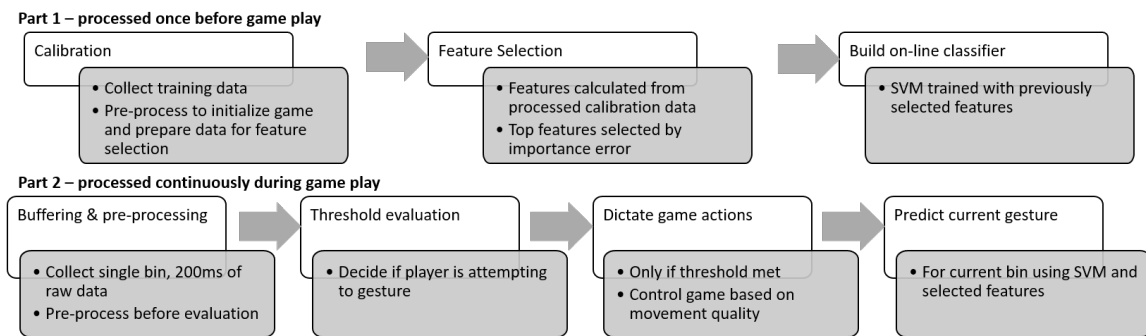 Part 1 – processed once before game play
Calibration
• Collect training data
• Pre-process to initialize game
and prepare data for feature
selection
Feature Selection
• Features calculated from
processed calibration data
• Top features selected by
importance error
Build on-line classifier
• SVM trained with previously
selected features
Part 2 – processed continuously during game play
Buffering & pre-processing
• Collect single bin, 200ms of
raw data
• Pre-process before evaluation
Threshold evaluation
• Decide if player is attempting
to gesture
Dictate game actions
• Only if threshold met
• Control game based on
movement quality
Predict current gesture
• For current bin using SVM and
selected features